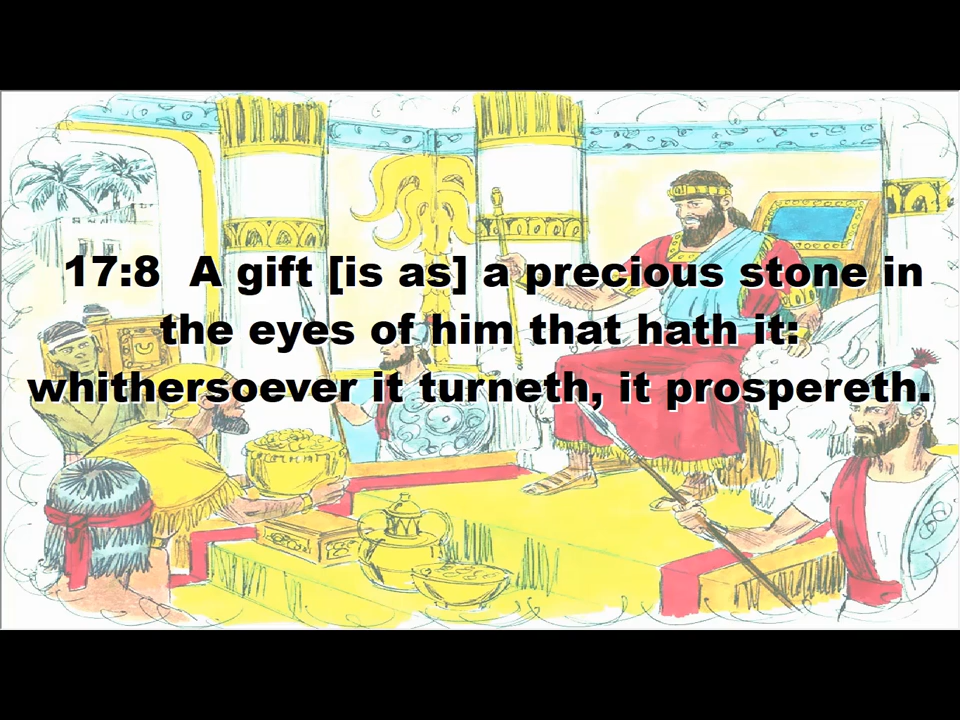 17:8 A gift [is as] a precious stone in
the eyes of him that hath it:
whithersoever it turneth, it prospereth.